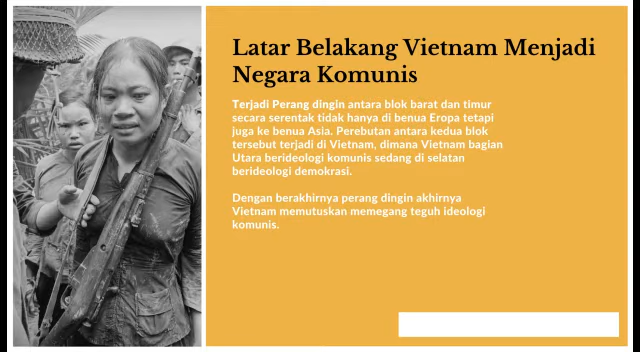 Latar Belakang Vietnam Menjadi
Negara Komunis
Terjadi Perang dingin antara blok barat dan timur
secara serentak tidak hanya di benua Eropa tetapi
juga ke benua Asia. Perebutan antara kedua blok
tersebut terjadi di Vietnam, dimana Vietnam bagian
Utara berideologi komunis sedang di selatan
berideologi demokrasi.
Dengan berakhirnya perang dingin akhirnya
Vietnam memutuskan memegang teguh ideologi
komunis.